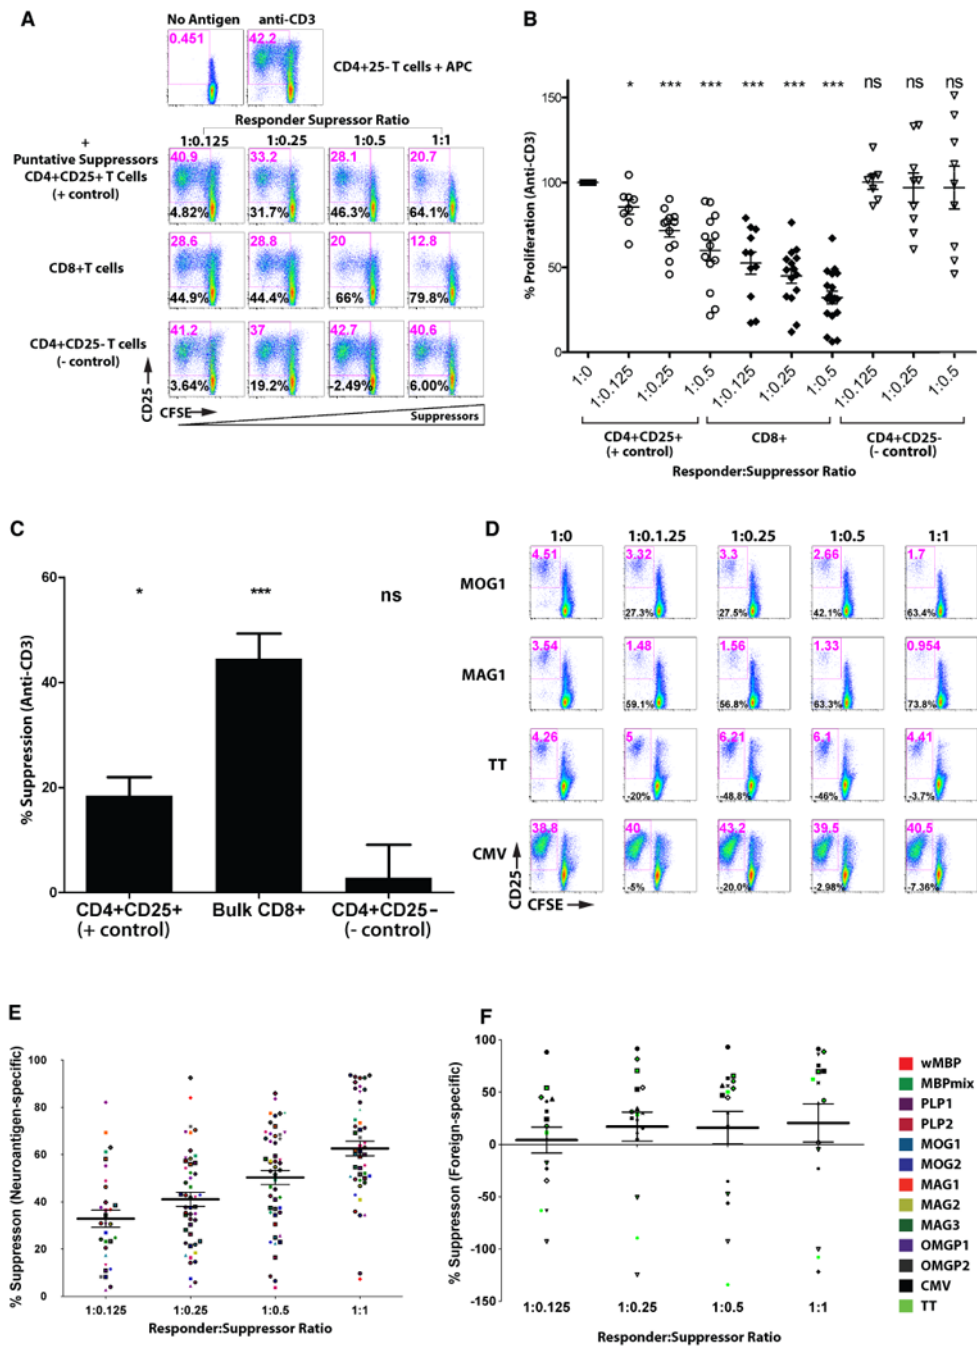 A
No Antigen anti-CD3
0.451 42.2
CD4+25- T cells + APC
Responder Supressor Ratio
+ 1:0.125 1:0.25 1:0.5 1:1
Puntative Suppressors
CD4+CD25+ T Cells
(+ control)
40.9 33.2 28.1 20.7
4.82% 31.7% 46.3% 64.1%
CD8+T cells
28.6 28.8 20 12.8
44.9% 44.4% 66% 79.8%
CD4+CD25- T cells
(- control)
41.2 37 42.7 40.6
3.64% 19.2% -2.49% 6.00%
CD25
CFSE
Suppressors
B
* *** *** *** *** *** ns ns ns
% Proliferation (Anti-CD3)
150
100
50
0
1:0 1:0.125 1:0.25 1:0.5 1:0.125 1:0.25 1:0.5 1:0.125 1:0.25 1:0.5
CD4+CD25+ CD8+ CD4+CD25-
(+ control) (- control)
Responder:Suppressor Ratio
C
% Suppression (Anti-CD3)
60
40
20
0
* *** ns
CD4+CD25+ Bulk CD8+ CD4+CD25-
(+ control) (- control)
D
1:0 1:0.1.25 1:0.25 1:0.5 1:1
MOG1
4.51 3.32 3.3 2.66 1.7
27.3% 27.5% 42.1% 63.4%
MAG1
3.54 1.48 1.56 1.33 0.954
59.1% 56.8% 63.3% 73.8%
TT
4.26 5 6.21 6.1 4.41
-20% -48.8% -46% -3.7%
CMV
38.8 40 43.2 39.5 40.5
-5% -20.0% -2.98% -7.36%
CD25
CFSE
E
% Suppresson (Neuroantigen-specific)
100
80
60
40
20
0
1:0.125 1:0.25 1:0.5 1:1
Responder:Suppressor Ratio
F
% Suppresson (Foreign-specific)
100
50
0
-50
-100
-150
1:0.125 1:0.25 1:0.5 1:1
Responder:Suppressor Ratio
wMBP
MBPmix
PLP1
PLP2
MOG1
MOG2
MAG1
MAG2
MAG3
OMGP1
OMGP2
CMV
TT